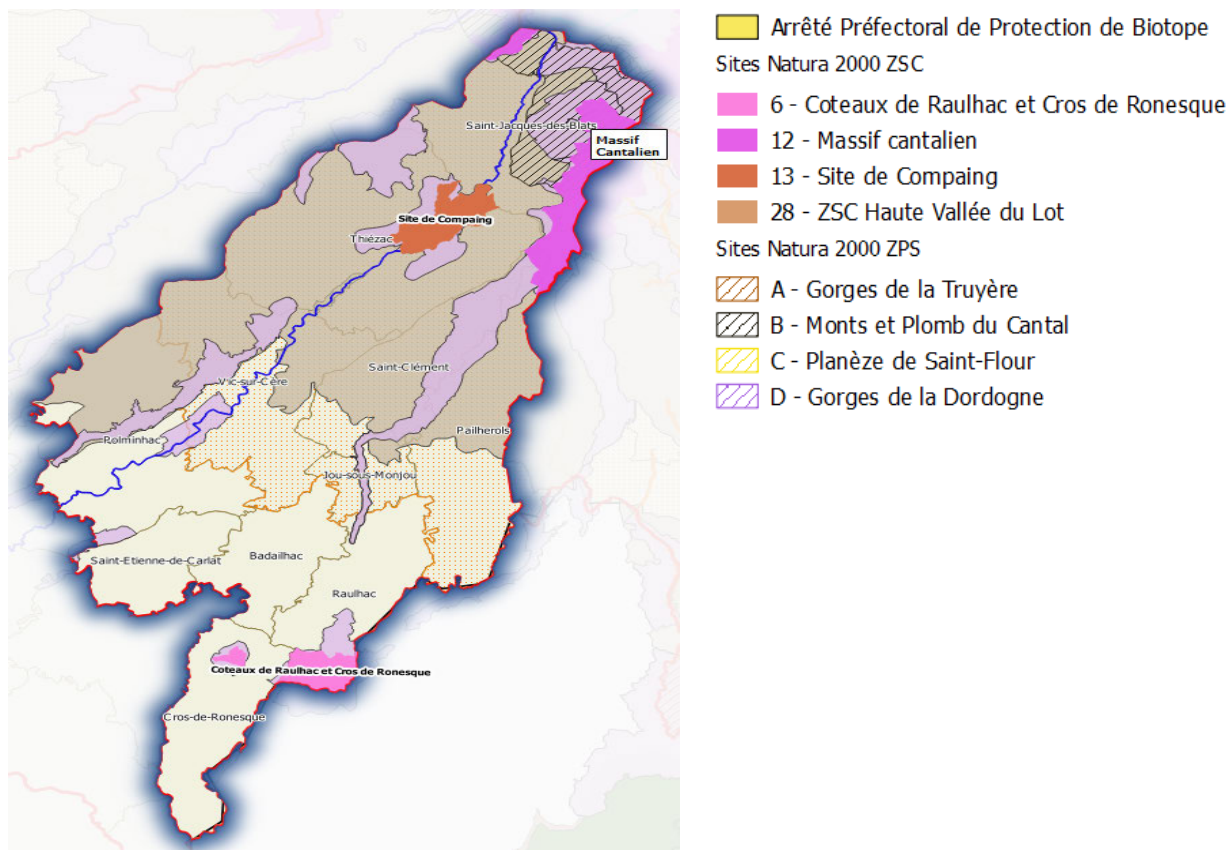 Saint-Jacques-des-Blats
Massif
Cantalien
Site de Compaing
Thiézac
Saint-Clément
Vic-sur-Cère
Pailherols
Polminhac
Jou-sous-Monjou
Badailhac
Saint-Etienne-de-Carlat
Raulhac
Coteaux de Raulhac et Cros de Ronesque
Cros-de-Ronesque
Arrêté Préfectoral de Protection de Biotope
Sites Natura 2000 ZSC
6 - Coteaux de Raulhac et Cros de Ronesque
12 - Massif cantalien
13 - Site de Compaing
28 - ZSC Haute Vallée du Lot
Sites Natura 2000 ZPS
A - Gorges de la Truyère
B - Monts et Plomb du Cantal
C - Planèze de Saint-Flour
D - Gorges de la Dordogne